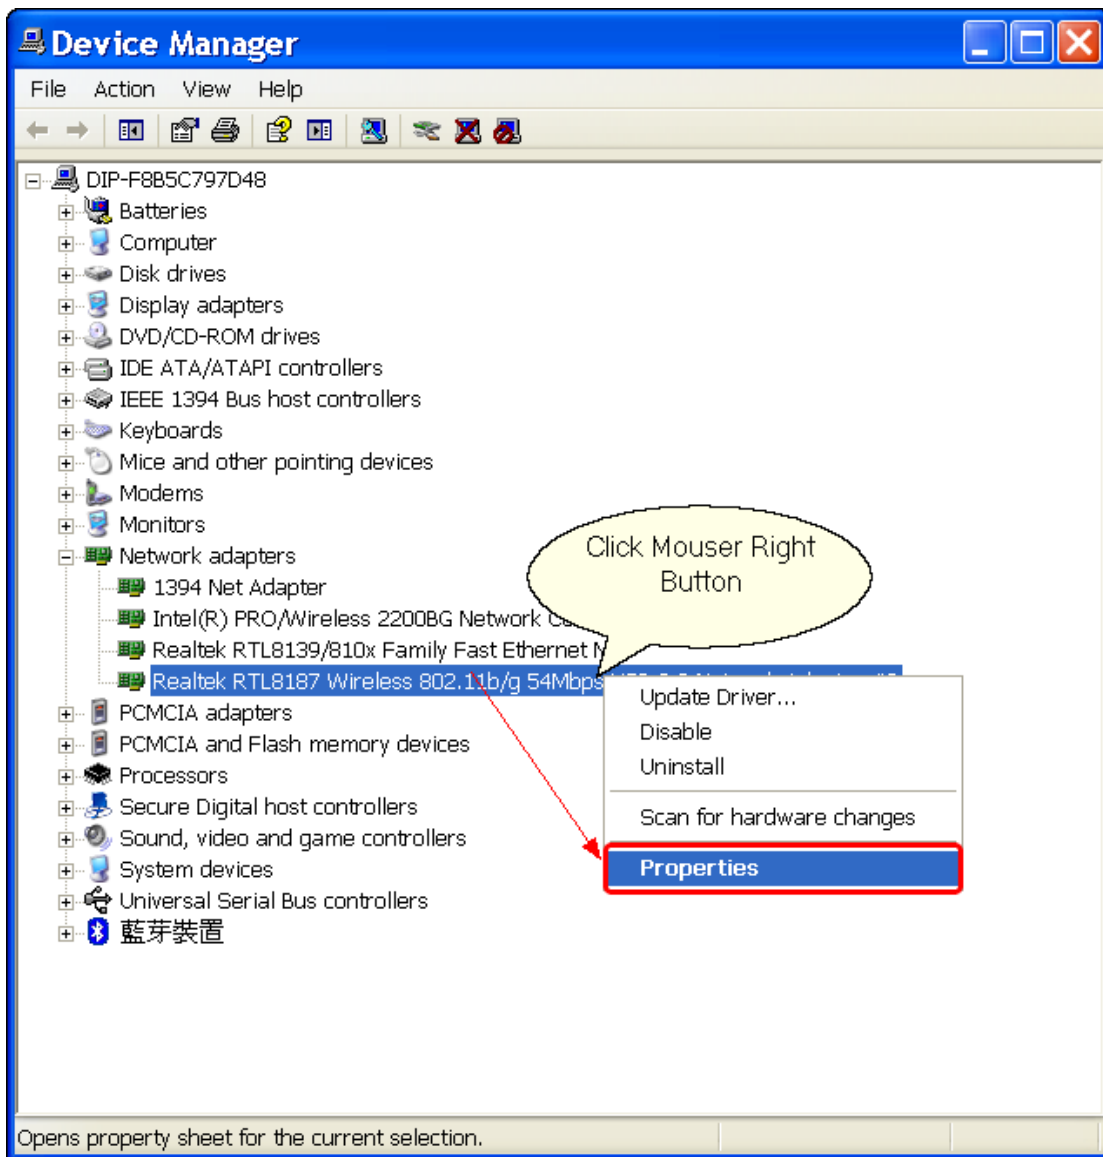 Device Manager
File Action View Help
DIP-F8B5C797D48
Batteries
Computer
Disk drives
Display adapters
DVD/CD-ROM drives
IDE ATA/ATAPI controllers
IEEE 1394 Bus host controllers
Keyboards
Mice and other pointing devices
Modems
Monitors
Network adapters
1394 Net Adapter
Intel(R) PRO/Wireless 2200BG Network
Realtek RTL8139/810x Family Fast Ethernet
Realtek RTL8187 Wireless 802.11b/g 54Mbps
PCMCIA adapters
PCMCIA and Flash memory devices
Processors
Secure Digital host controllers
Sound, video and game controllers
System devices
Universal Serial Bus controllers
藍芽裝置
Click Mouser Right
Button
Update Driver...
Disable
Uninstall
Scan for hardware changes
Properties
Opens property sheet for the current selection.